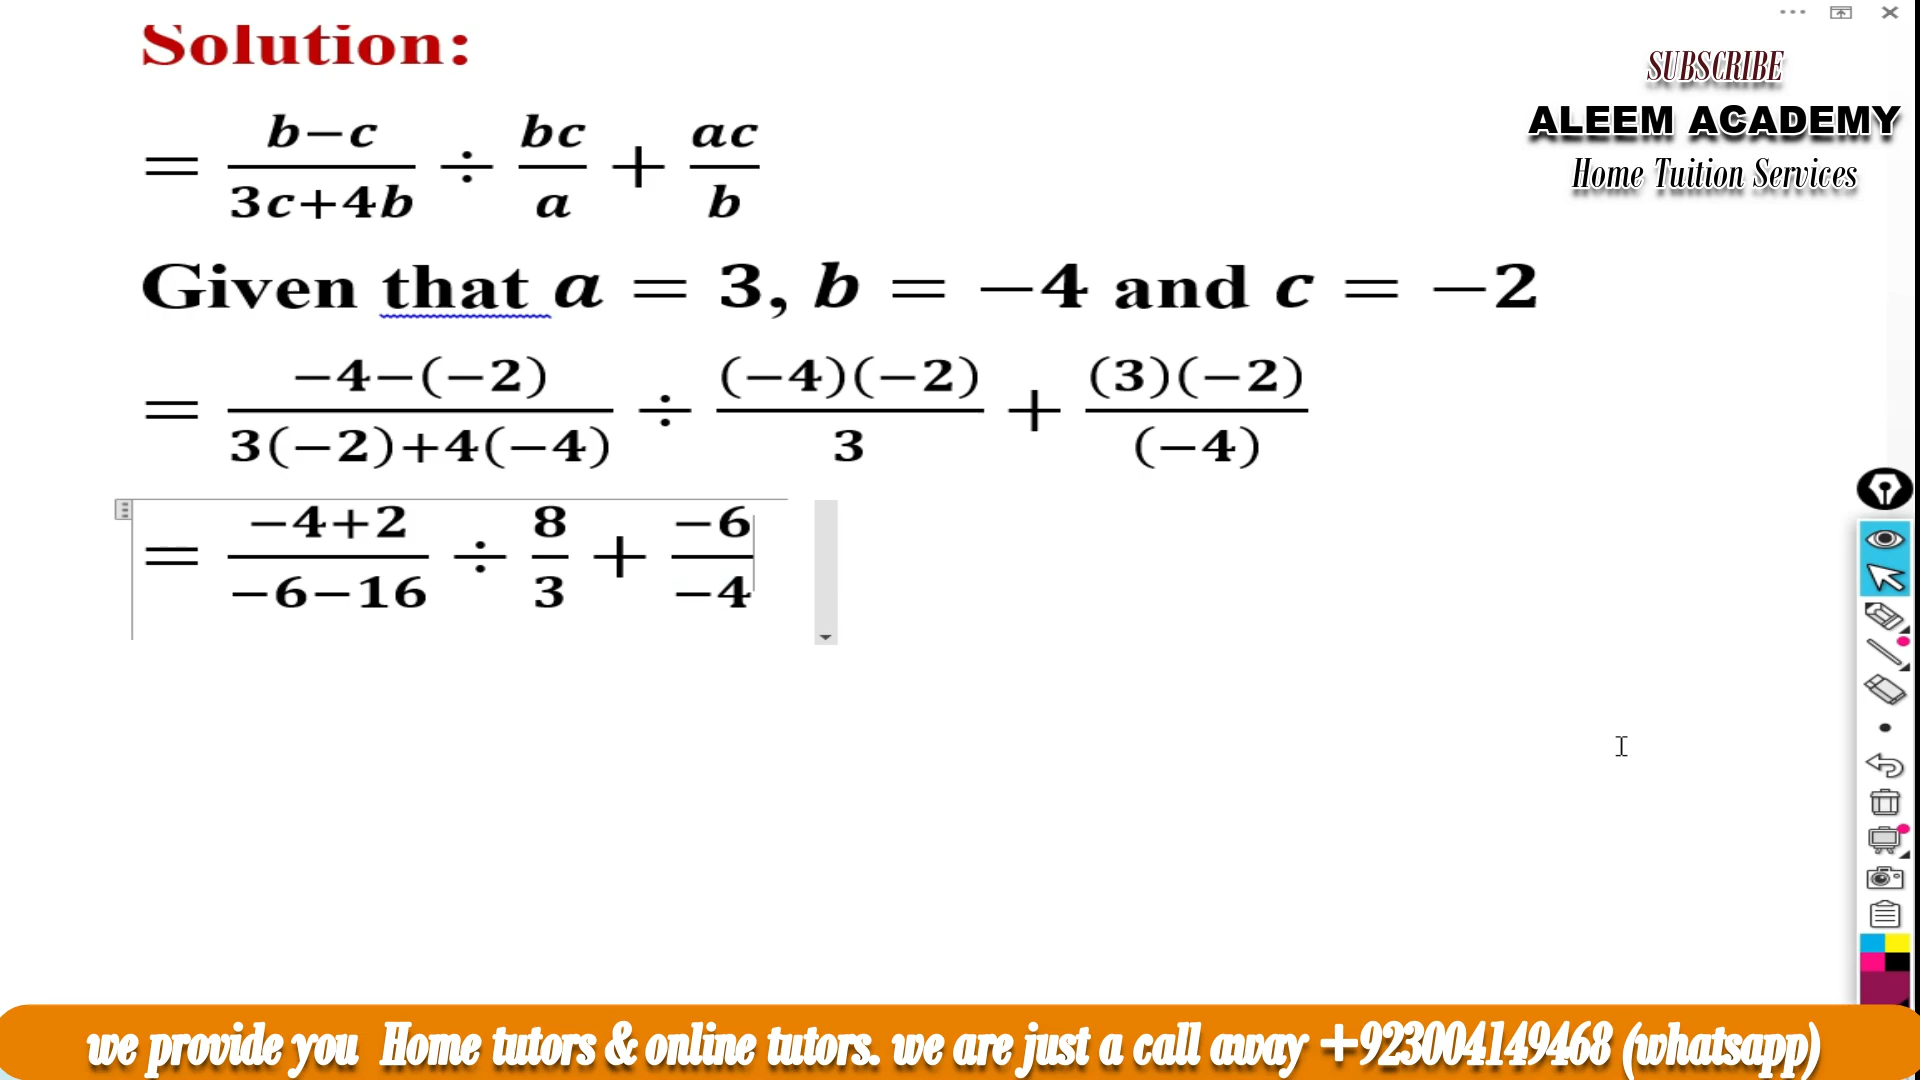 Solution:
= b−c/3c+4b ÷ bc/a + ac/b
Given that a = 3, b = −4 and c = −2
= −4−(−2)/3(−2)+4(−4) ÷ (−4)(−2)/3 + (3)(−2)/(−4)
= −4+2/−6−16 ÷ 8/3 + −6/−4
SUBSCRIBE
ALEEM ACADEMY
Home Tuition Services
we provide you Home tutors & online tutors. we are just a call away +923004149468 (whatsapp)